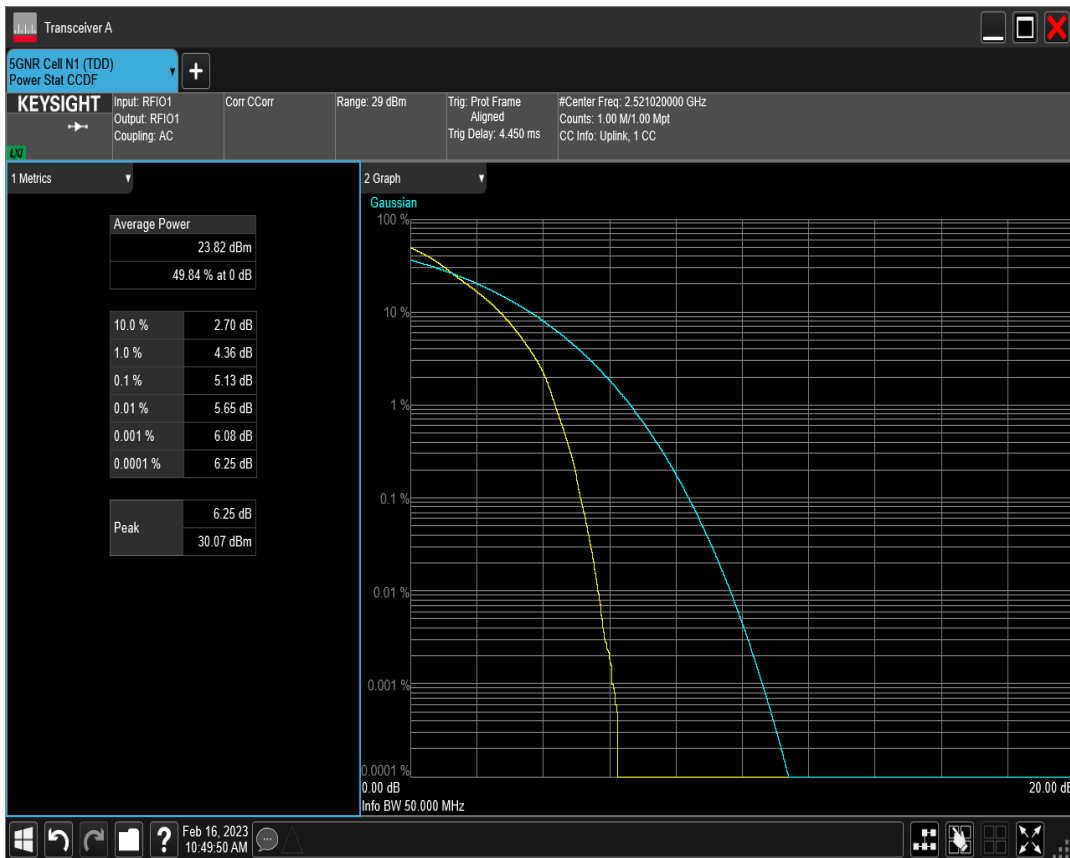 Transceiver A
5GNR Cell N1 (TDD)
Power Stat CCDF
KEYSIGHT
LXI
Input: RFIO1
Output: RFIO1
Coupling: AC
Corr CCorr
Range: 29 dBm
Trig: Prot Frame
Aligned
Trig Delay: 4.450 ms
#Center Freq: 2.521020000 GHz
Counts: 1.00 M/1.00 Mpt
CC Info: Uplink, 1 CC
1 Metrics
Average Power
23.82 dBm
49.84 % at 0 dB
10.0 % 2.70 dB
1.0 % 4.36 dB
0.1 % 5.13 dB
0.01 % 5.65 dB
0.001 % 6.08 dB
0.0001 % 6.25 dB
Peak 6.25 dB
30.07 dBm
2 Graph
Gaussian
100 %
10 %
1 %
0.1 %
0.01 %
0.001 %
0.0001 %
0.00 dB 20.00 dB
Info BW 50.000 MHz
Feb 16, 2023
10:49:50 AM